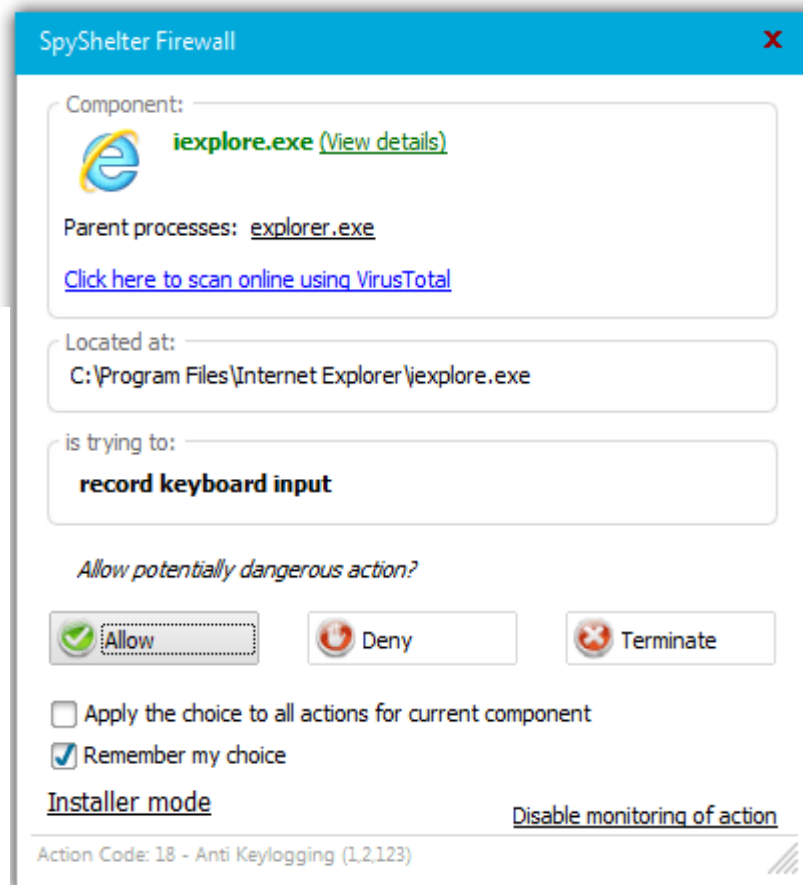 SpyShelter Firewall
x
Component:
iexplore.exe (View details)
Parent processes: explorer.exe
Click here to scan online using VirusTotal
Located at:
C:\Program Files\Internet Explorer\iexplore.exe
is trying to:
record keyboard input
Allow potentially dangerous action?
Allow Deny Terminate
Apply the choice to all actions for current component
Remember my choice
Installer mode
Disable monitoring of action
Action Code: 18 - Anti Keylogging (1,2,123)